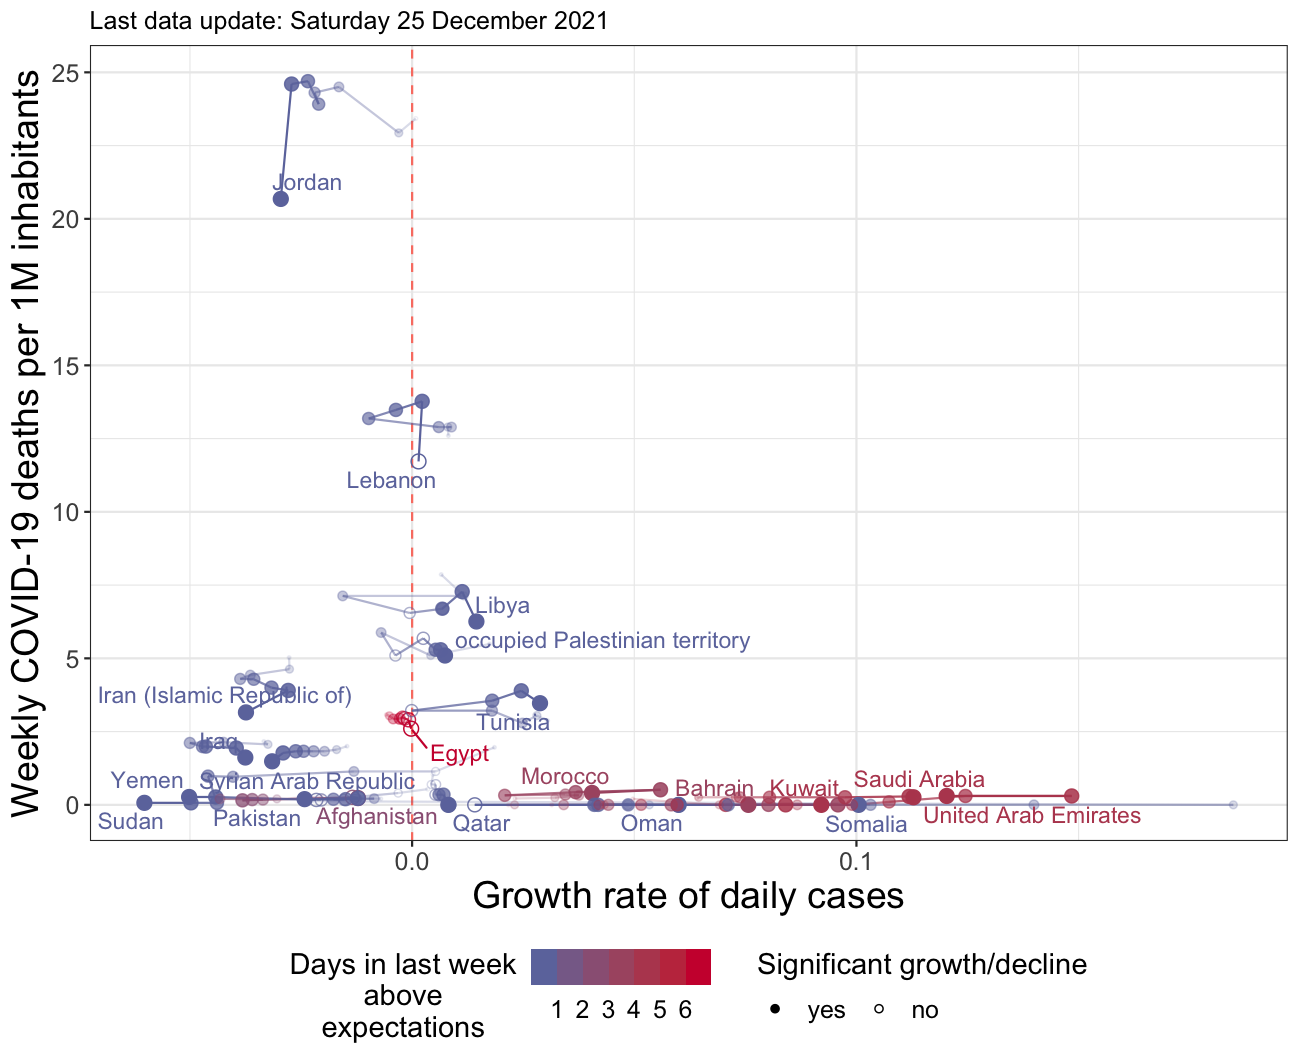 Last data update: Saturday 25 December 2021
Weekly COVID-19 deaths per 1M inhabitants
25
20
15
10
5
0
Jordan
Lebanon
Libya
occupied Palestinian territory
Iran (Islamic Republic of)
Tunisia
Iraq
Egypt
Yemen
Syrian Arab Republic
Morocco
Bahrain
Kuwait
Saudi Arabia
Sudan
Pakistan
Afghanistan
Qatar
Oman
Somalia
United Arab Emirates
0.0
0.1
Growth rate of daily cases
Days in last week
above
expectations
1 2 3 4 5 6
Significant growth/decline
yes
no